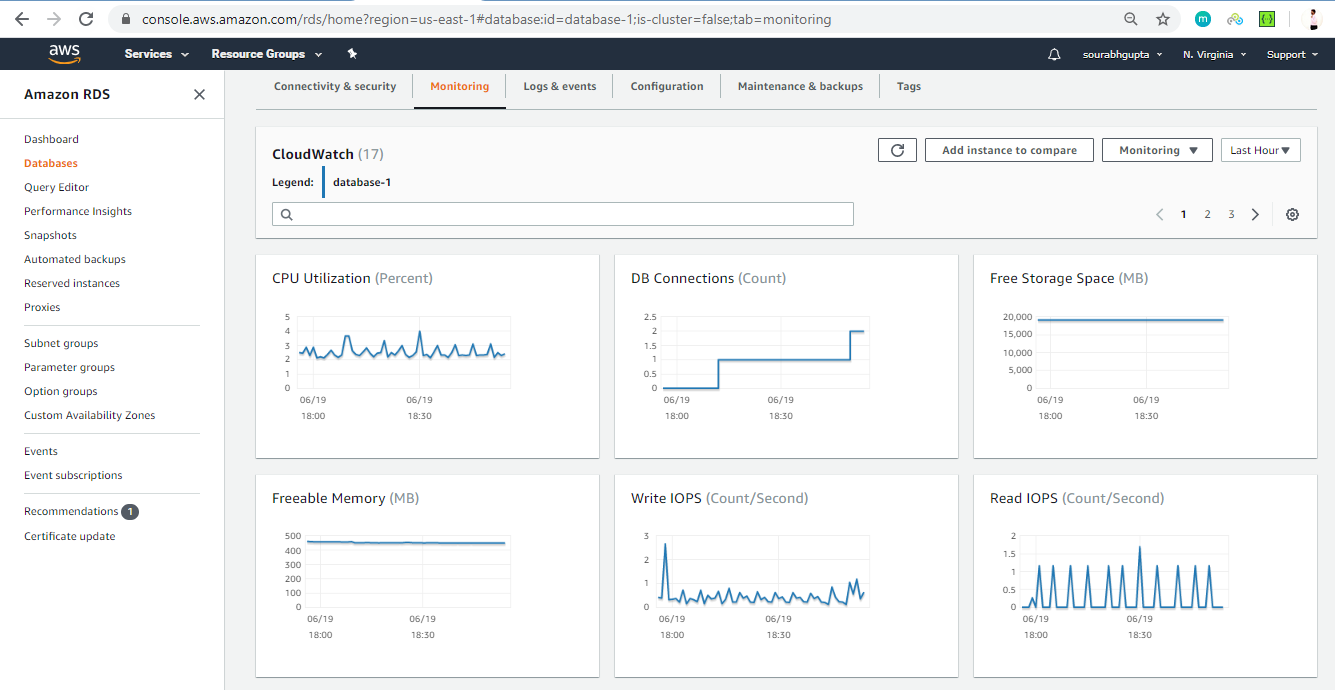 console.aws.amazon.com/rds/home?region=us-east-1#database:id=database-1;is-cluster=false;tab=monitoring
m
{·}
aws
Services
Resource Groups
sourabhgupta
N. Virginia
Support
Amazon RDS
Dashboard
Databases
Query Editor
Performance Insights
Snapshots
Automated backups
Reserved instances
Proxies
Subnet groups
Parameter groups
Option groups
Custom Availability Zones
Events
Event subscriptions
Recommendations 1
Certificate update
Connectivity & security
Monitoring
Logs & events
Configuration
Maintenance & backups
Tags
CloudWatch (17)
Add instance to compare
Monitoring
Last Hour
Legend: database-1
1 2 3
CPU Utilization (Percent)
5
4
3
2
1
0
06/19 06/19
18:00 18:30
DB Connections (Count)
2.5
2
1.5
1
0.5
0
06/19 06/19
18:00 18:30
Free Storage Space (MB)
20,000
15,000
10,000
5,000
0
06/19 06/19
18:00 18:30
Freeable Memory (MB)
500
400
300
200
100
0
06/19 06/19
18:00 18:30
Write IOPS (Count/Second)
3
2
1
0
06/19 06/19
18:00 18:30
Read IOPS (Count/Second)
2
1.5
1
0.5
0
06/19 06/19
18:00 18:30